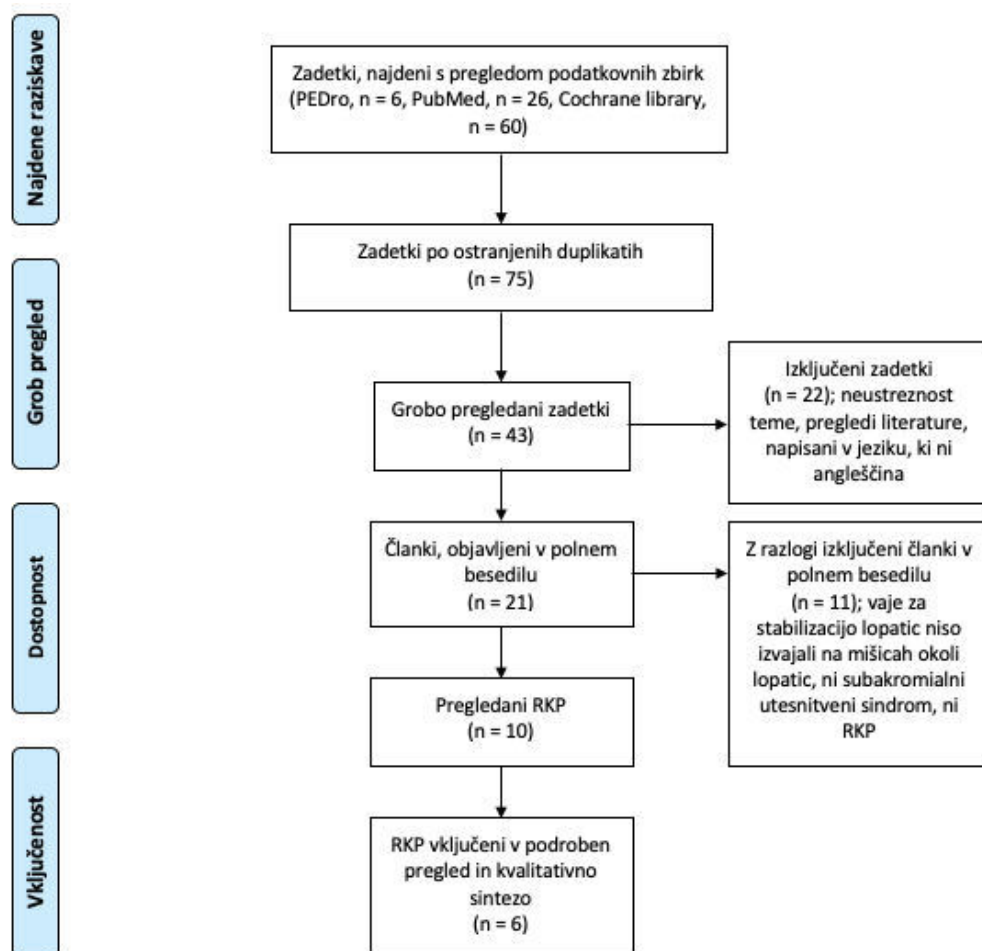 Najdene raziskave
Zadetki, najdeni s pregledom podatkovnih zbirk
(PEDro, n = 6, PubMed, n = 26, Cochrane library,
n = 60)
Grob pregled
Zadetki po ostranjenih duplikatih
(n = 75)
Grobo pregledani zadetki
(n = 43)
Izključeni zadetki
(n = 22); neustreznost
teme, pregledi literature,
napisani v jeziku, ki ni
angleščina
Dostopnost
Članki, objavljeni v polnem
besedilu
(n = 21)
Z razlogi izključeni članki v
polnem besedilu
(n = 11); vaje za
stabilizacijo lopatic niso
izvajali na mišicah okoli
lopatic, ni subakromialni
utesnitveni sindrom, ni
RKP
Pregledani RKP
(n = 10)
Vključenost
RKP vključeni v podroben
pregled in kvalitativno
sintezo
(n = 6)